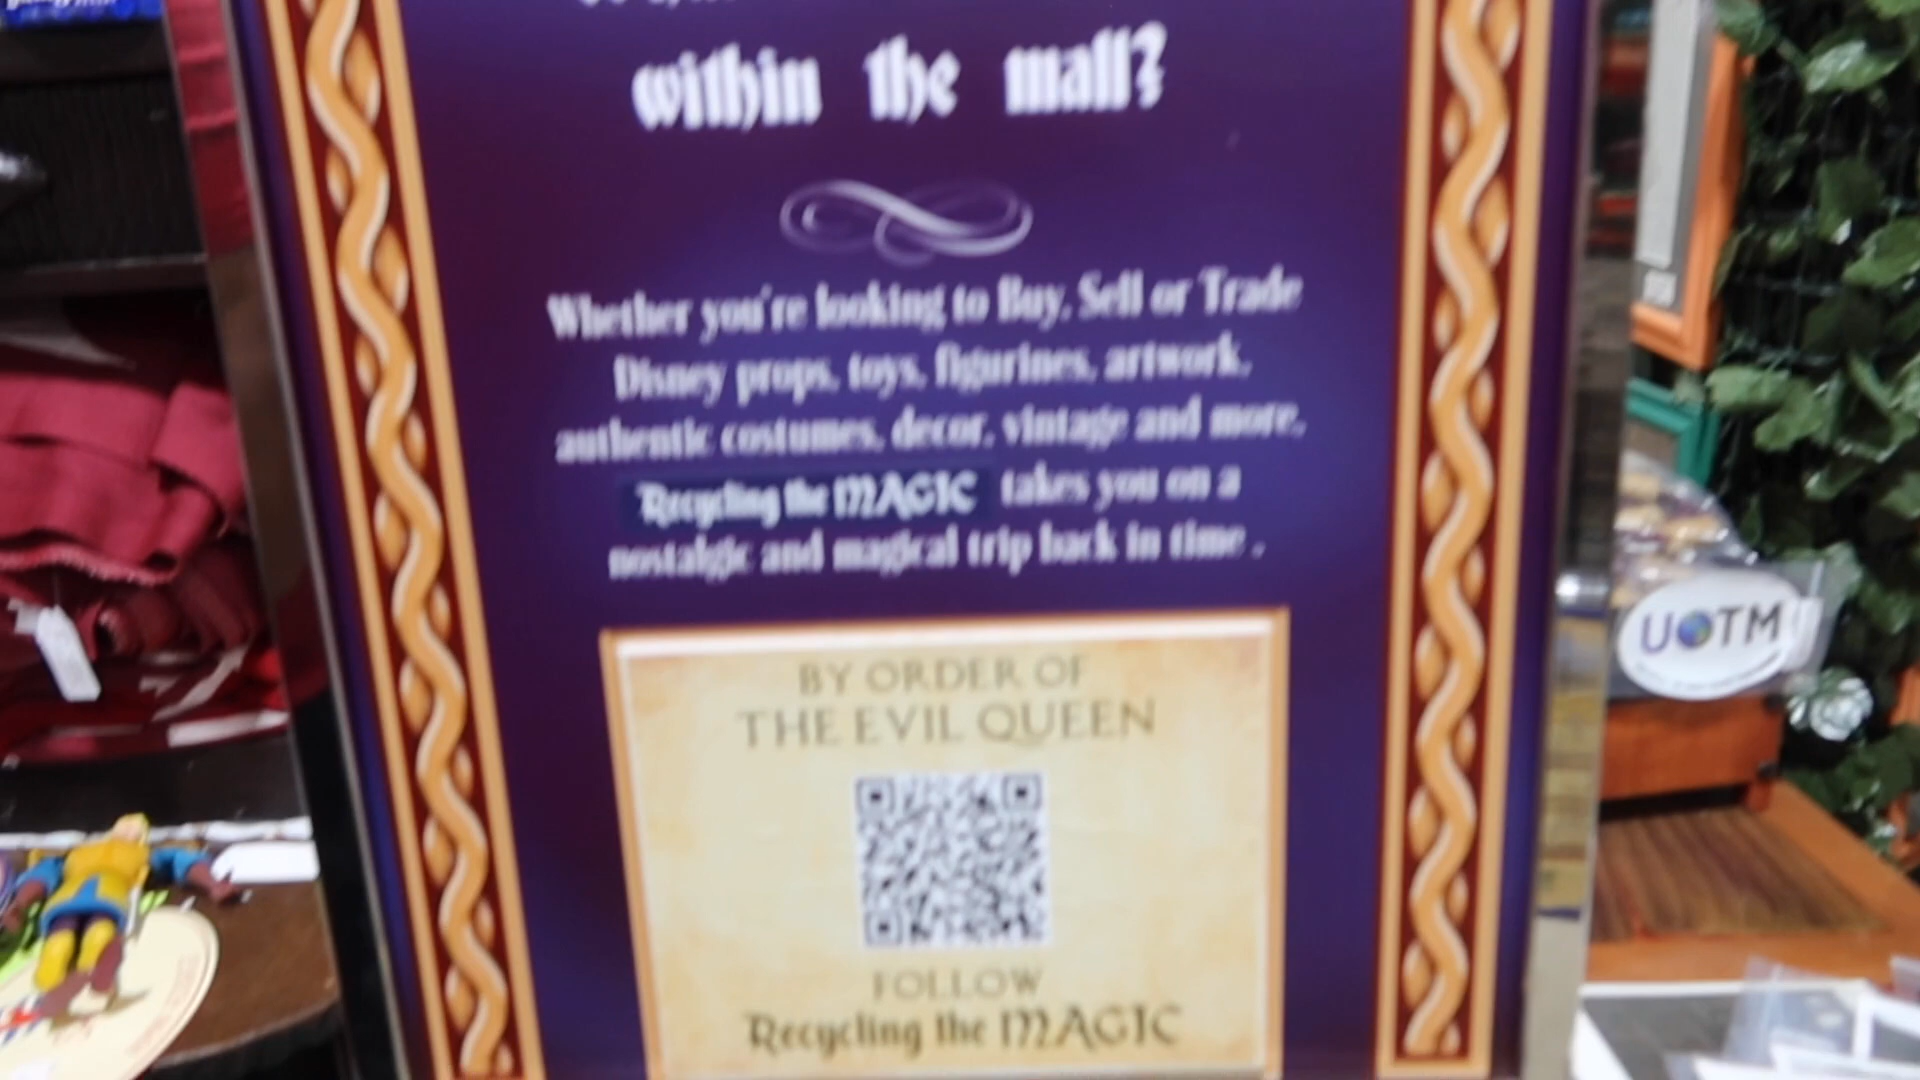 within the mall?
Whether you're looking to Buy, Sell or Trade
Disney props, toys, figurines, artwork,
authentic costumes, decor, vintage and more,
Recycling the MAGIC takes you on a
nostalgic and magical trip back in time .
BY ORDER OF
THE EVIL QUEEN
FOLLOW
Recycling the MAGIC
UOTM